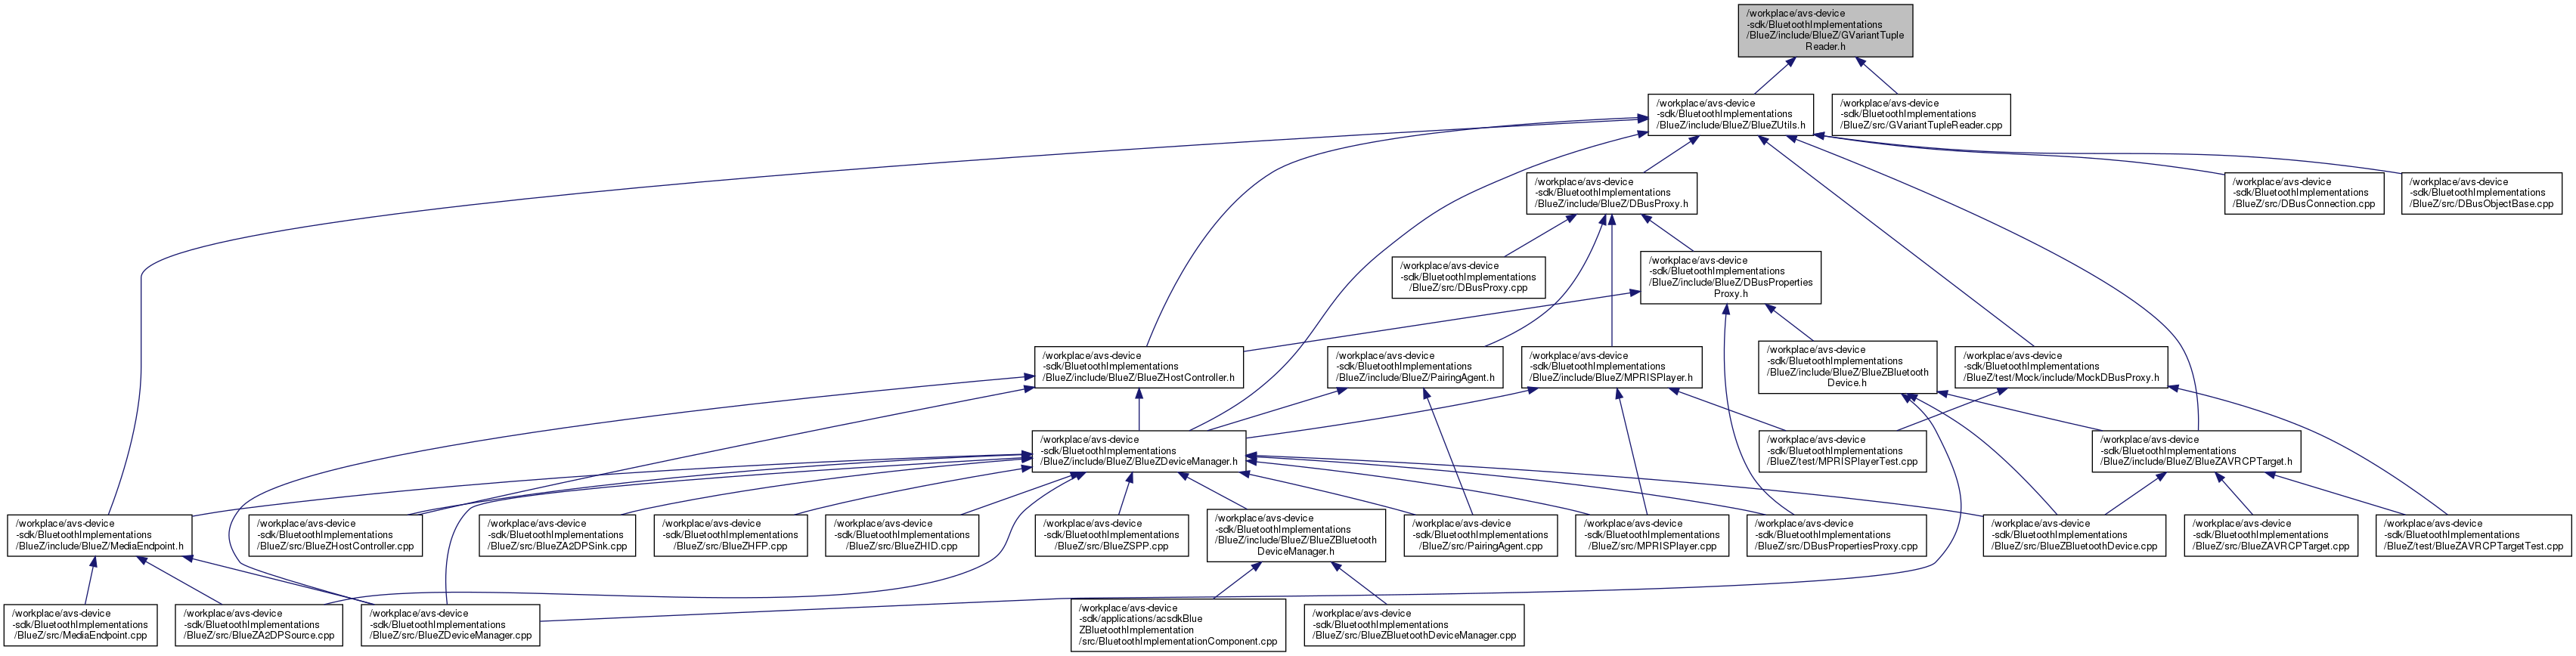 /workplace/avs-device
-sdk/BluetoothImplementations
/BlueZ/include/BlueZ/GVariantTuple
Reader.h
/workplace/avs-device
-sdk/BluetoothImplementations
/BlueZ/include/BlueZ/BlueZUtils.h
/workplace/avs-device
-sdk/BluetoothImplementations
/BlueZ/src/GVariantTupleReader.cpp
/workplace/avs-device
-sdk/BluetoothImplementations
/BlueZ/include/BlueZ/DBusProxy.h
/workplace/avs-device
-sdk/BluetoothImplementations
/BlueZ/src/DBusConnection.cpp
/workplace/avs-device
-sdk/BluetoothImplementations
/BlueZ/src/DBusObjectBase.cpp
/workplace/avs-device
-sdk/BluetoothImplementations
/BlueZ/src/DBusProxy.cpp
/workplace/avs-device
-sdk/BluetoothImplementations
/BlueZ/include/BlueZ/DBusProperties
Proxy.h
/workplace/avs-device
-sdk/BluetoothImplementations
/BlueZ/include/BlueZ/BlueZHostController.h
/workplace/avs-device
-sdk/BluetoothImplementations
/BlueZ/include/BlueZ/PairingAgent.h
/workplace/avs-device
-sdk/BluetoothImplementations
/BlueZ/include/BlueZ/MPRISPlayer.h
/workplace/avs-device
-sdk/BluetoothImplementations
/BlueZ/include/BlueZ/BlueZBluetooth
Device.h
/workplace/avs-device
-sdk/BluetoothImplementations
/BlueZ/test/Mock/include/MockDBusProxy.h
/workplace/avs-device
-sdk/BluetoothImplementations
/BlueZ/include/BlueZ/BlueZDeviceManager.h
/workplace/avs-device
-sdk/BluetoothImplementations
/BlueZ/test/MPRISPlayerTest.cpp
/workplace/avs-device
-sdk/BluetoothImplementations
/BlueZ/include/BlueZ/BlueZAVRCPTarget.h
/workplace/avs-device
-sdk/BluetoothImplementations
/BlueZ/include/BlueZ/MediaEndpoint.h
/workplace/avs-device
-sdk/BluetoothImplementations
/BlueZ/src/BlueZHostController.cpp
/workplace/avs-device
-sdk/BluetoothImplementations
/BlueZ/src/BlueZA2DPSink.cpp
/workplace/avs-device
-sdk/BluetoothImplementations
/BlueZ/src/BlueZHFP.cpp
/workplace/avs-device
-sdk/BluetoothImplementations
/BlueZ/src/BlueZHID.cpp
/workplace/avs-device
-sdk/BluetoothImplementations
/BlueZ/src/BlueZSPP.cpp
/workplace/avs-device
-sdk/BluetoothImplementations
/BlueZ/include/BlueZ/BlueZBluetooth
DeviceManager.h
/workplace/avs-device
-sdk/BluetoothImplementations
/BlueZ/src/PairingAgent.cpp
/workplace/avs-device
-sdk/BluetoothImplementations
/BlueZ/src/MPRISPlayer.cpp
/workplace/avs-device
-sdk/BluetoothImplementations
/BlueZ/src/DBusPropertiesProxy.cpp
/workplace/avs-device
-sdk/BluetoothImplementations
/BlueZ/src/BlueZBluetoothDevice.cpp
/workplace/avs-device
-sdk/BluetoothImplementations
/BlueZ/src/BlueZAVRCPTarget.cpp
/workplace/avs-device
-sdk/BluetoothImplementations
/BlueZ/test/BlueZAVRCPTargetTest.cpp
/workplace/avs-device
-sdk/BluetoothImplementations
/BlueZ/src/MediaEndpoint.cpp
/workplace/avs-device
-sdk/BluetoothImplementations
/BlueZ/src/BlueZA2DPSource.cpp
/workplace/avs-device
-sdk/BluetoothImplementations
/BlueZ/src/BlueZDeviceManager.cpp
/workplace/avs-device
-sdk/applications/acsdkBlue
ZBluetoothImplementation
/src/BluetoothImplementationComponent.cpp
/workplace/avs-device
-sdk/BluetoothImplementations
/BlueZ/src/BlueZBluetoothDeviceManager.cpp